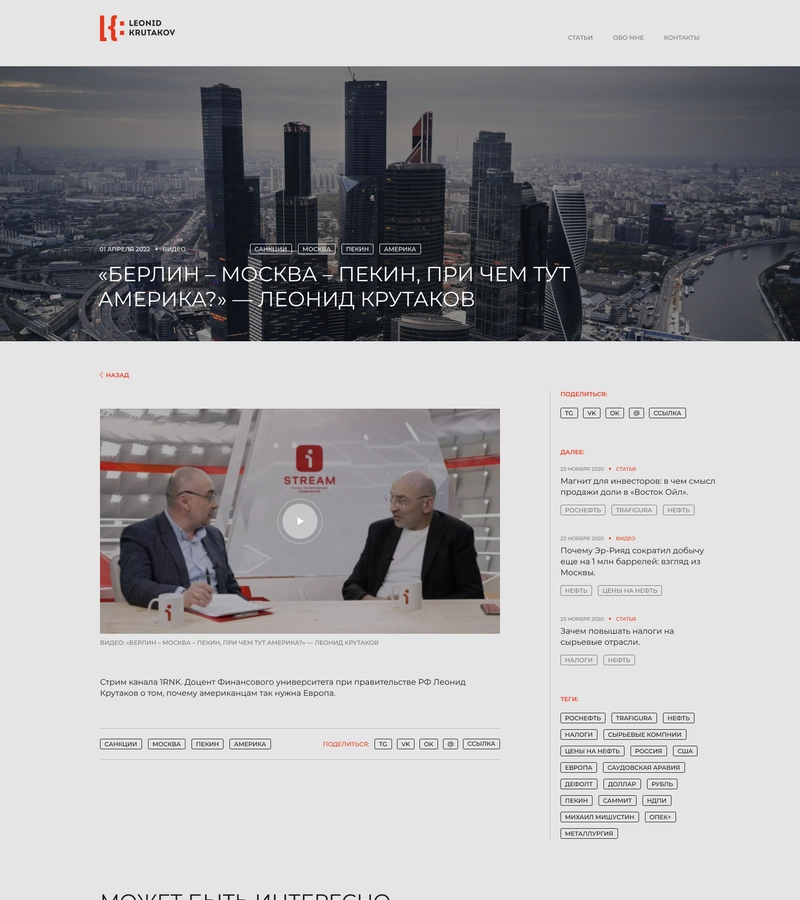 LEONID
KRUTAKOV
СТАТЬИ ОБО МНЕ КОНТАКТЫ
01 АПРЕЛЯ 2022 • ВИДЕО
САНКЦИИ МОСКВА ПЕКИН АМЕРИКА
«БЕРЛИН – МОСКВА – ПЕКИН, ПРИ ЧЕМ ТУТ
АМЕРИКА?» — ЛЕОНИД КРУТАКОВ
НАЗАД
STREAM
ВИДЕО: «БЕРЛИН – МОСКВА – ПЕКИН, ПРИ ЧЕМ ТУТ АМЕРИКА?» — ЛЕОНИД КРУТАКОВ
Стрим канала 1RNK. Доцент Финансового университета при правительстве РФ Леонид
Крутаков о том, почему американцам так нужна Европа.
САНКЦИИ МОСКВА ПЕКИН АМЕРИКА
ПОДЕЛИТЬСЯ: TG VK OK @ ССЫЛКА
ПОДЕЛИТЬСЯ:
TG VK OK @ ССЫЛКА
ДАЛЕЕ:
23 НОЯБРЯ 2020 • СТАТЬЯ
Магнит для инвесторов: в чем смысл
продажи доли в «Восток Ойл».
РОСНЕФТЬ TRAFIGURA НЕФТЬ
23 НОЯБРЯ 2020 • ВИДЕО
Почему Эр-Рияд сократил добычу
еще на 1 млн баррелей: взгляд из
Москвы.
НЕФТЬ ЦЕНЫ НА НЕФТЬ
23 НОЯБРЯ 2020 • СТАТЬЯ
Зачем повышать налоги на
сырьевые отрасли.
НАЛОГИ НЕФТЬ
ТЕГИ:
РОСНЕФТЬ TRAFIGURA НЕФТЬ
НАЛОГИ СЫРЬЕВЫЕ КОМПНИИ
ЦЕНЫ НА НЕФТЬ РОССИЯ США
ЕВРОПА САУДОВСКАЯ АРАВИЯ
ДЕФОЛТ ДОЛЛАР РУБЛЬ
ПЕКИН САММИТ НДПИ
МИХАИЛ МИШУСТИН ОПЕК+
МЕТАЛЛУРГИЯ
МОЖЕТ БЫТЬ ИНТЕРЕСНО